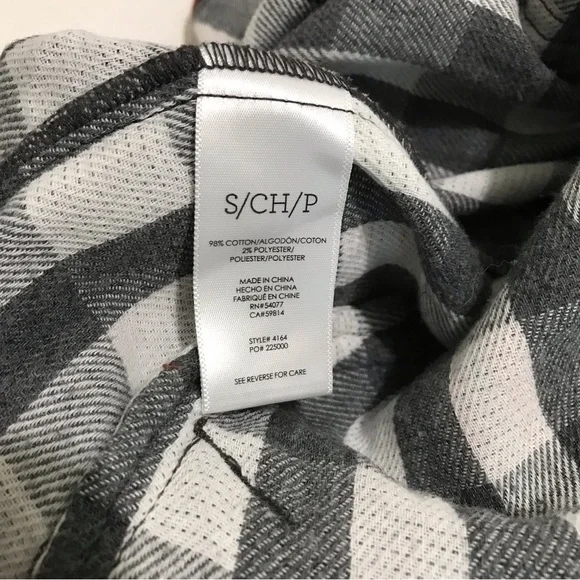 S/CH/P
98% COTTON/ALGODÓN/COTON
2% POLYESTER/
POLIÉSTER/POLYESTER
MADE IN CHINA
HECHO EN CHINA
FABRIQUÉ EN CHINE
RN#54077
CA#59814
STYLE# 4164
PO# 225000
SEE REVERSE FOR CARE